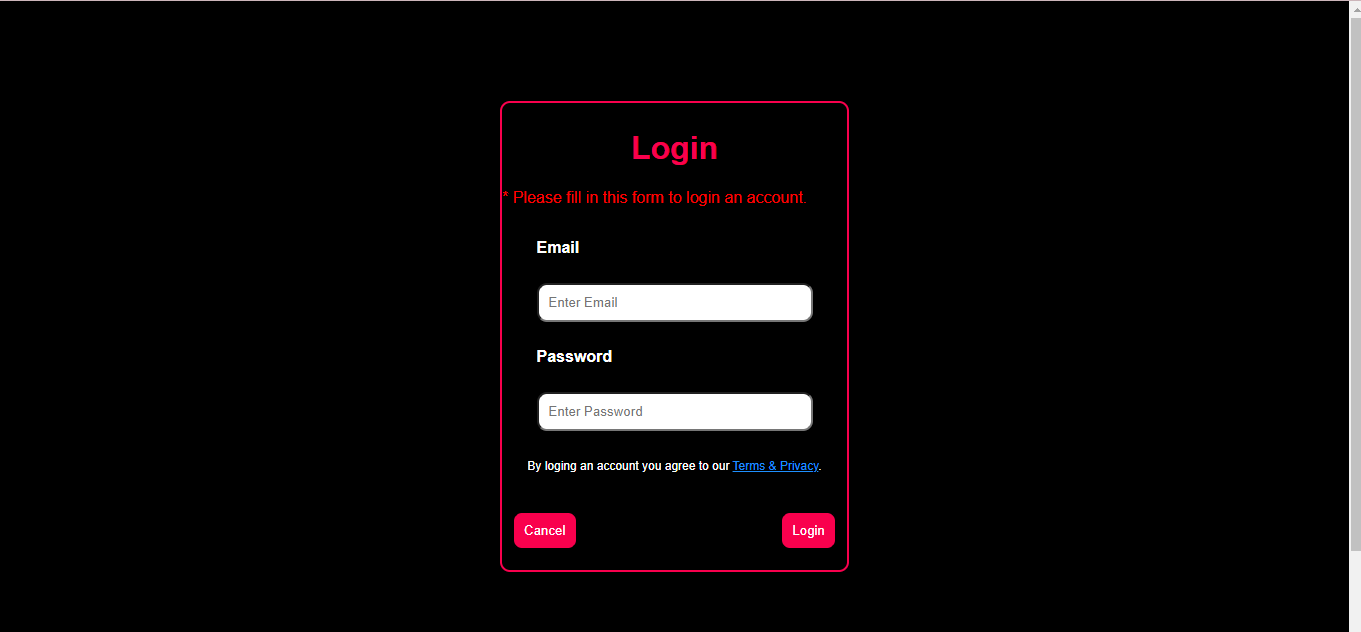 Login
* Please fill in this form to login an account.
Email
Enter Email
Password
Enter Password
By loging an account you agree to our Terms & Privacy.
Cancel Login